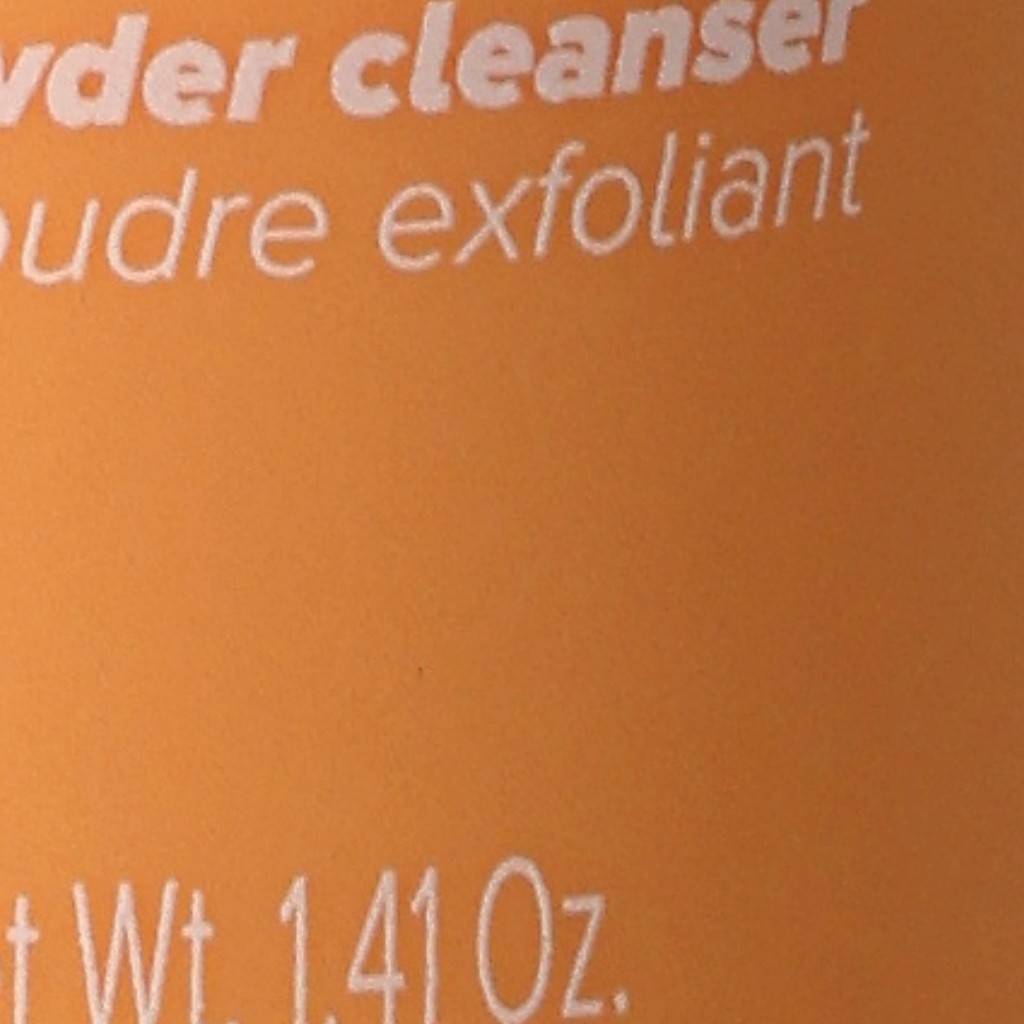 wder cleanser
oudre exfoliant
t Wt. 1.41 Oz.